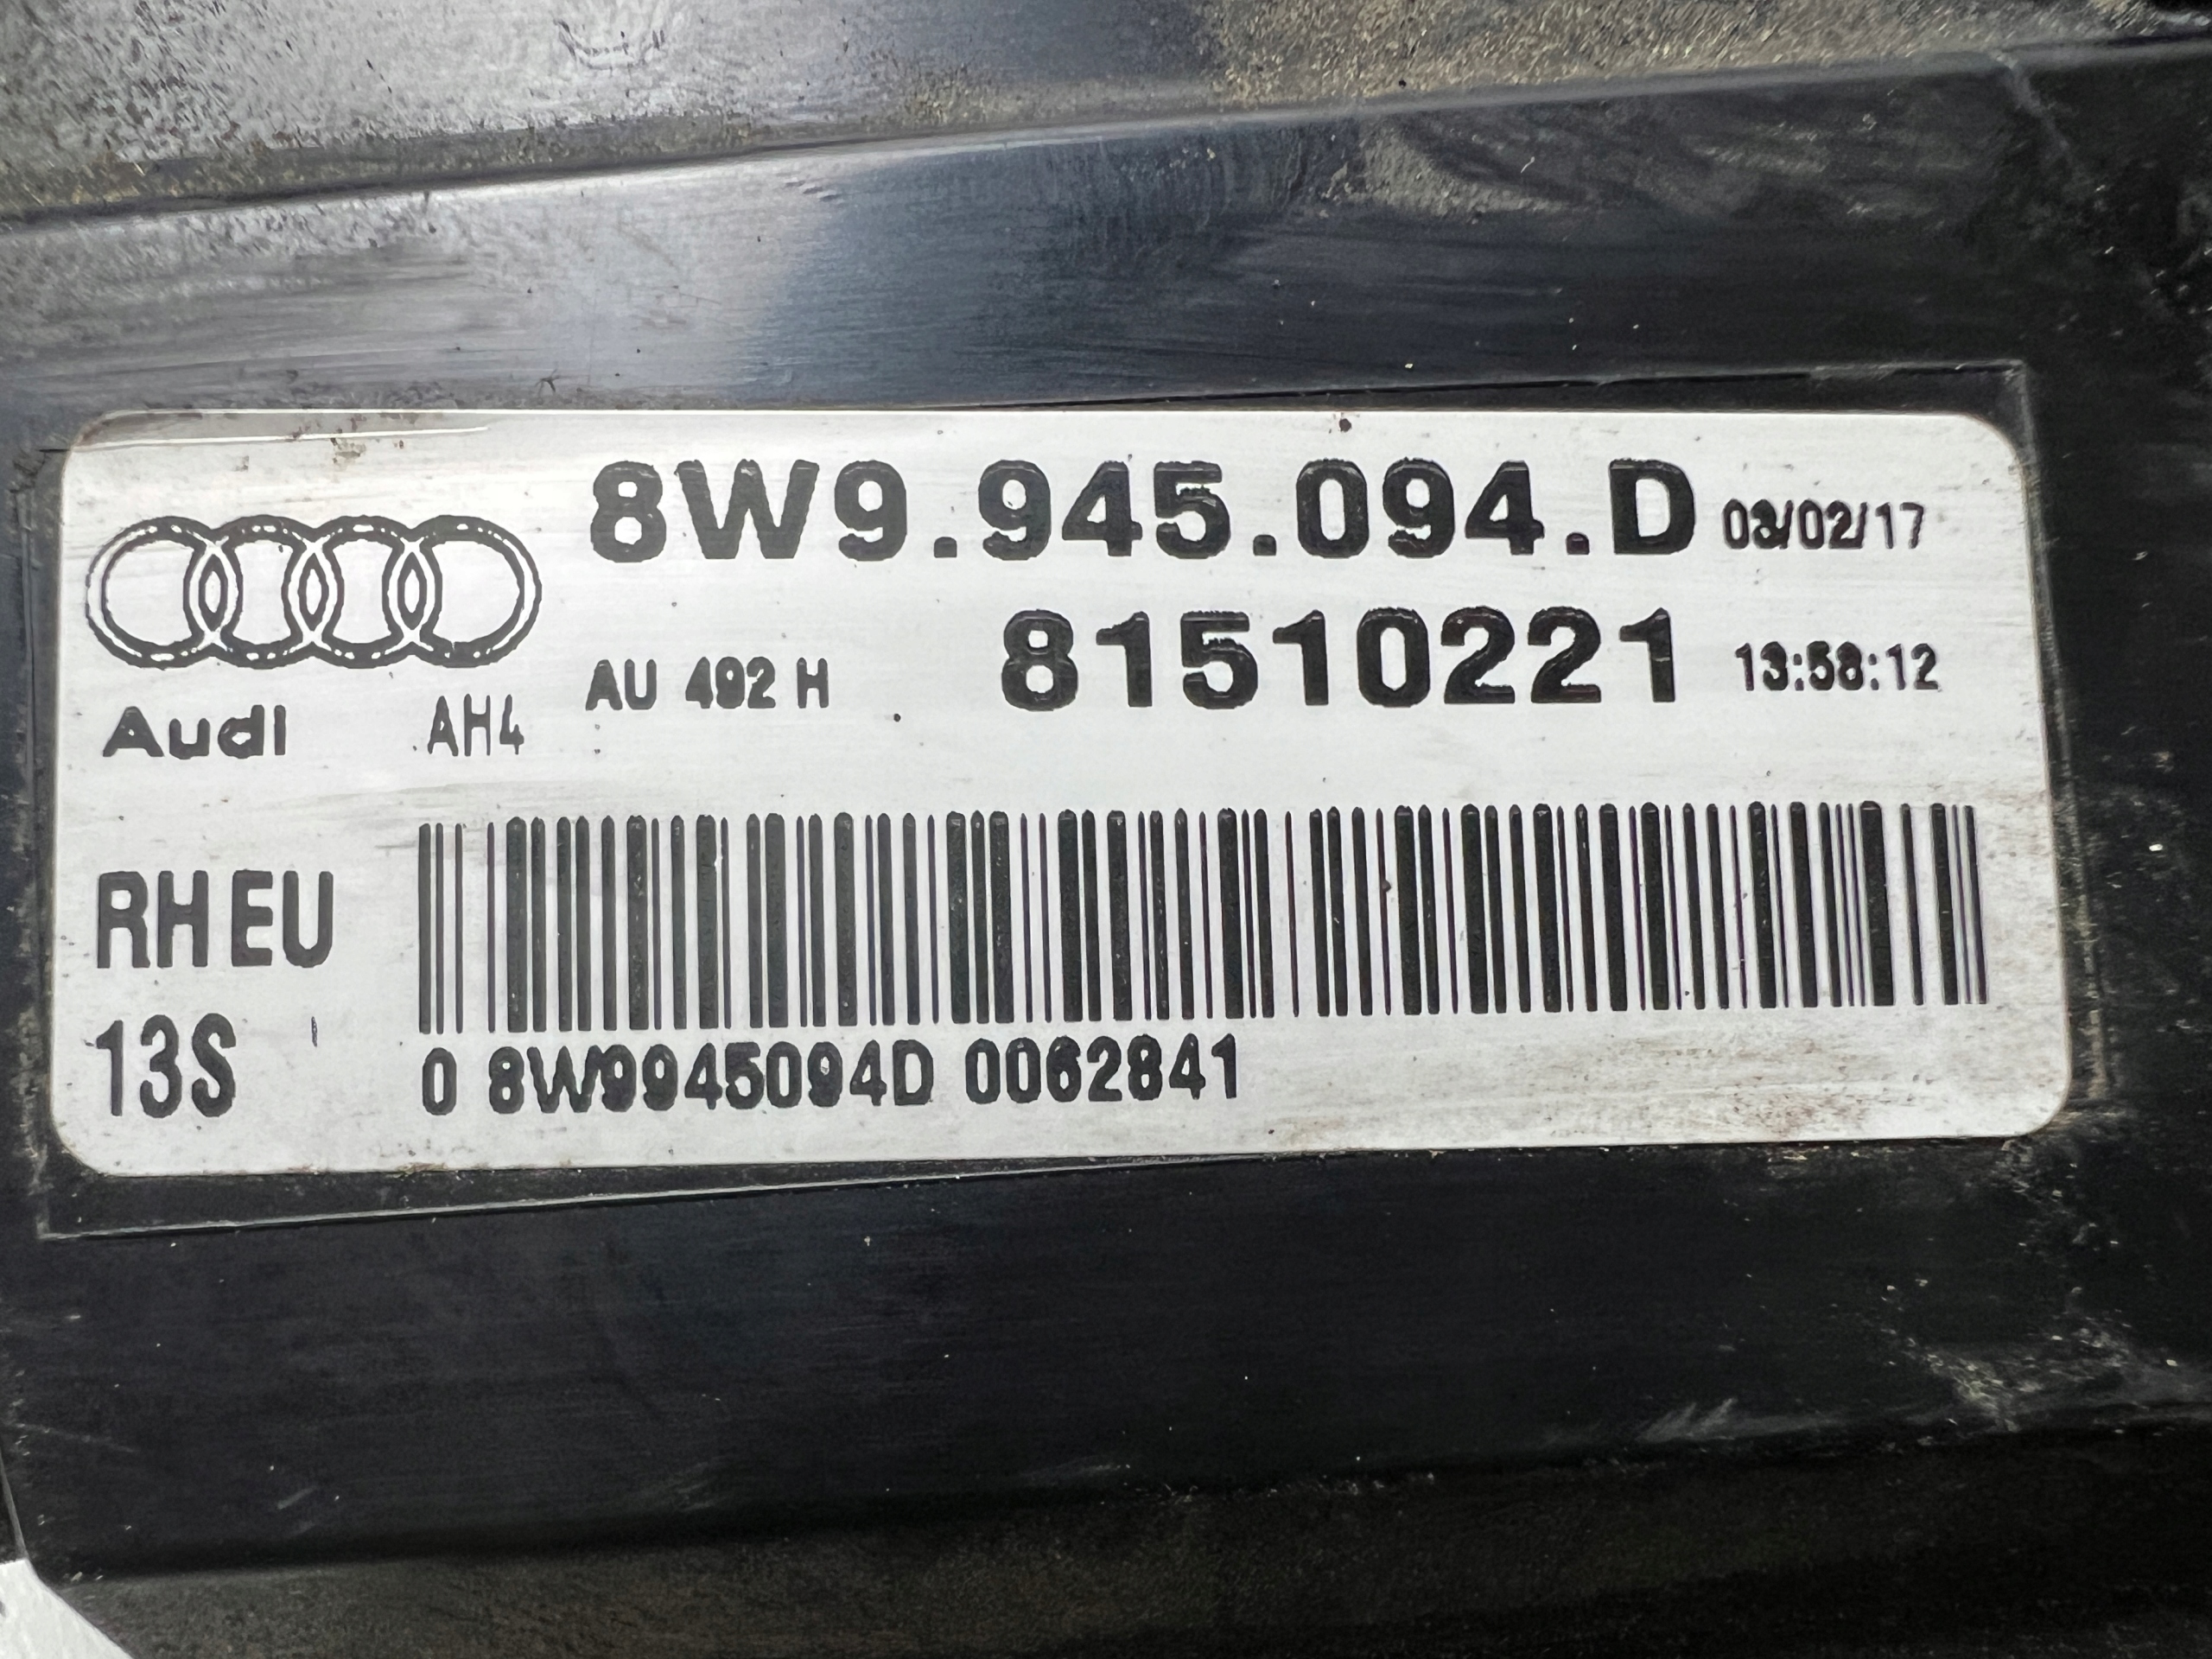 8W9.945.094.D 03/02/17
81510221 13:58:12
AU 492 H
Audi AH4
RH EU
13S
0 8W9945094D 0062841